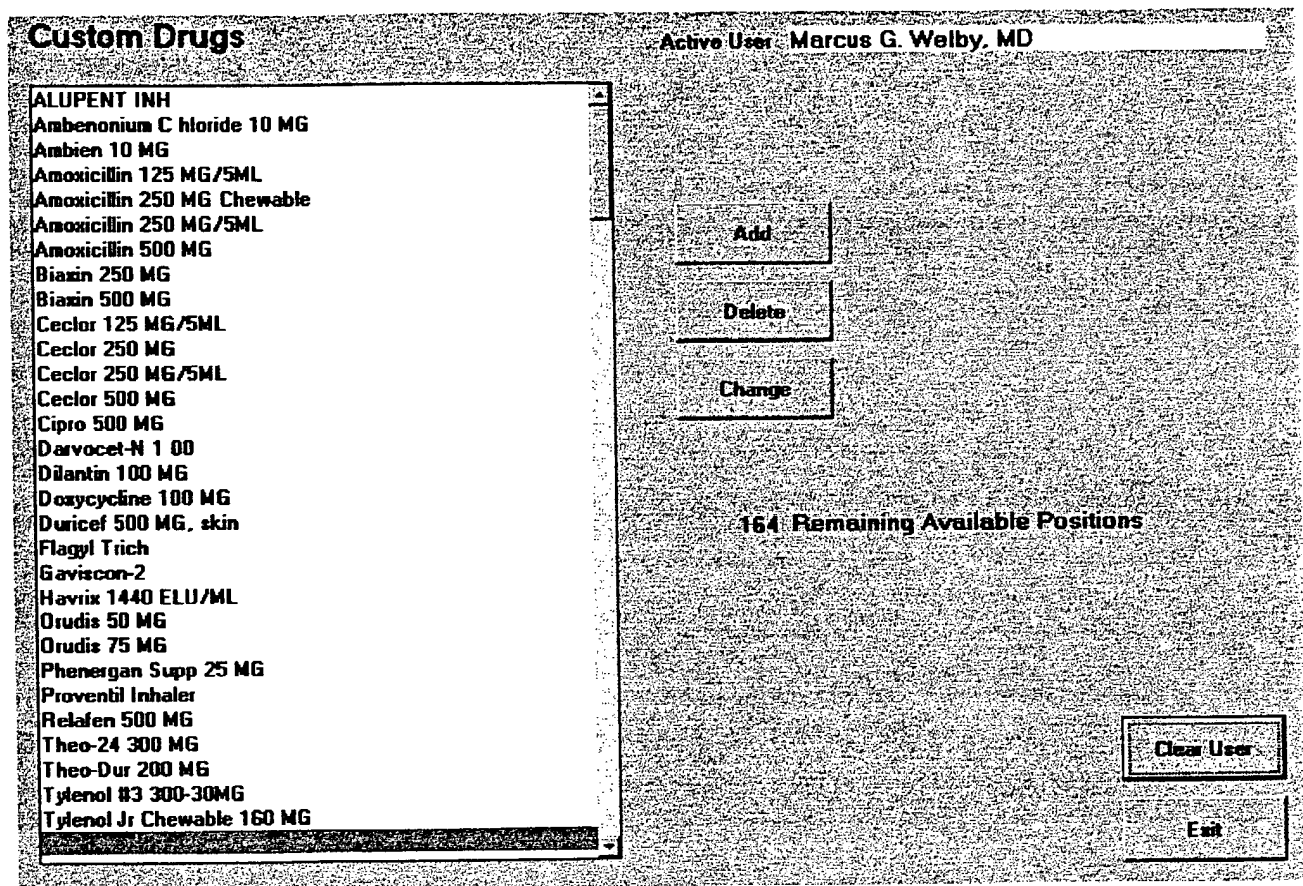 Custom Drugs
Active User Marcus G. Welby, MD
ALUPENT INH
Ambenonium C hloride 10 MG
Ambien 10 MG
Amoxicillin 125 MG/5ML
Amoxicillin 250 MG Chewable
Amoxicillin 250 MG/5ML
Amoxicillin 500 MG
Biaxin 250 MG
Biaxin 500 MG
Ceclor 125 MG/5ML
Ceclor 250 MG
Ceclor 250 MG/5ML
Ceclor 500 MG
Cipro 500 MG
Darvocet-N 1 00
Dilantin 100 MG
Doxycycline 100 MG
Duricef 500 MG, skin
Flagyl Trich
Gaviscon-2
Havrix 1440 ELU/ML
Orudis 50 MG
Orudis 75 MG
Phenergan Supp 25 MG
Proventil Inhaler
Relafen 500 MG
Theo-24 300 MG
Theo-Dur 200 MG
Tylenol #3 300-30MG
Tylenol Jr Chewable 160 MG
Add
Delete
Change
164 Remaining Available Positions
Clear User
Exit